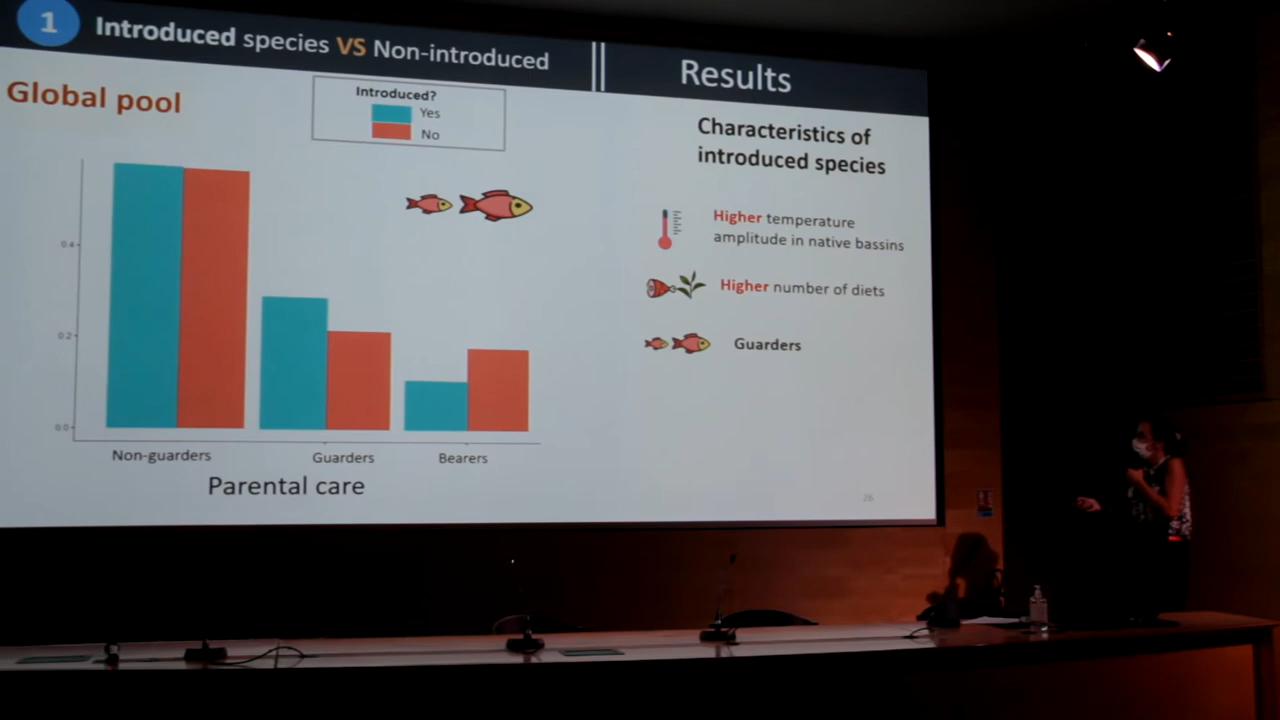 1
Introduced species VS Non-introduced
Results
Global pool
Introduced?
Yes
No
0.4
0.2
0.0
Non-guarders
Guarders
Bearers
Parental care
Characteristics of
introduced species
Higher temperature
amplitude in native bassins
Higher number of diets
Guarders
26